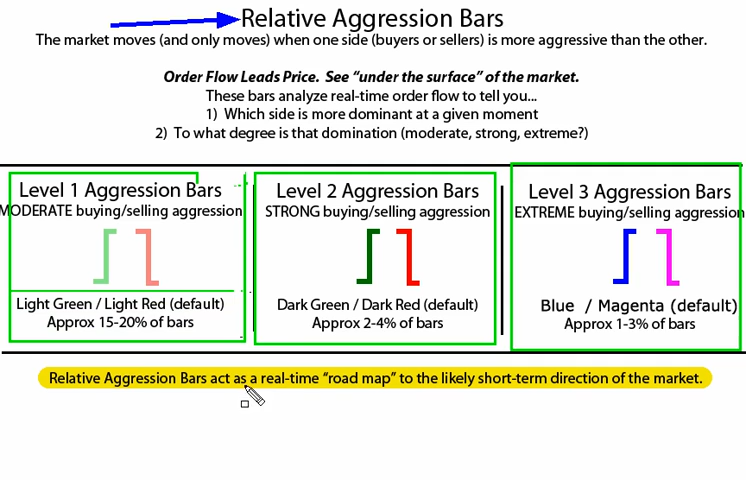 Relative Aggression Bars
The market moves (and only moves) when one side (buyers or sellers) is more aggressive than the other.
Order Flow Leads Price. See “under the surface” of the market.
These bars analyze real-time order flow to tell you...
1) Which side is more dominant at a given moment
2) To what degree is that domination (moderate, strong, extreme?)
Level 1 Aggression Bars
MODERATE buying/selling aggression
Light Green / Light Red (default)
Approx 15-20% of bars
Level 2 Aggression Bars
STRONG buying/selling aggression
Dark Green / Dark Red (default)
Approx 2-4% of bars
Level 3 Aggression Bars
EXTREME buying/selling aggression
Blue / Magenta (default)
Approx 1-3% of bars
Relative Aggression Bars act as a real-time “road map” to the likely short-term direction of the market.